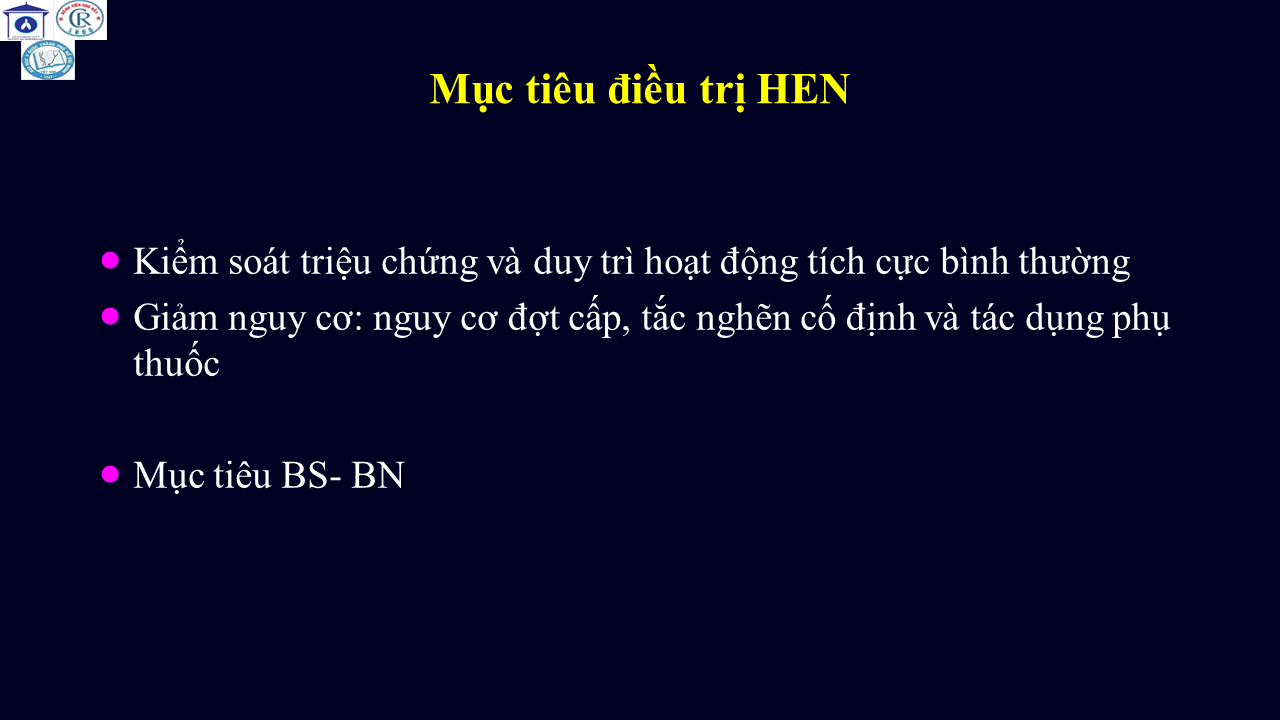 Mục tiêu điều trị HEN
Kiểm soát triệu chứng và duy trì hoạt động tích cực bình thường
Giảm nguy cơ: nguy cơ đợt cấp, tắc nghẽn cố định và tác dụng phụ
thuốc
Mục tiêu BS- BN